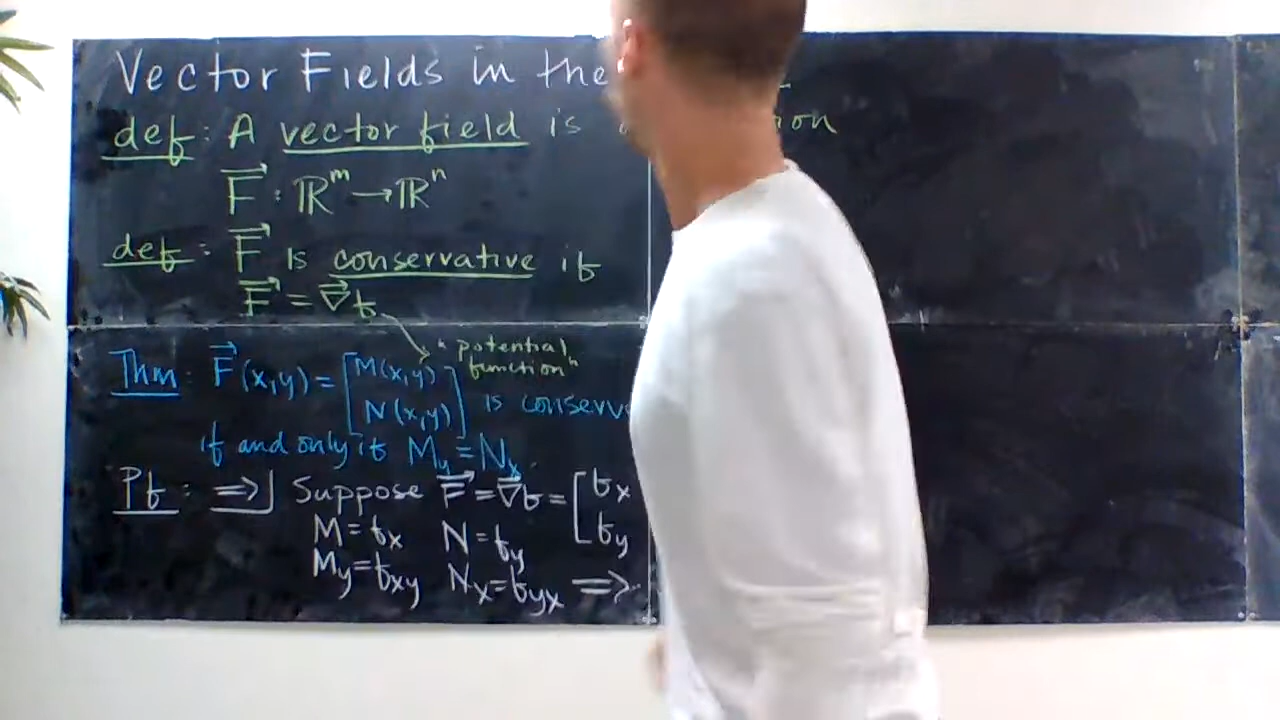 Vector Fields in the
def: A vector field is
F⃗ : ℝᵐ → ℝⁿ
def: F⃗ is conservative if
F⃗ = ∇⃗f
"potential function"
Thm: F⃗(x,y) = [M(x,y) N(x,y)] is conserv
if and only if M_y = N_x.
Pf: ⇒] Suppose F⃗ = ∇⃗f = [f_x f_y
M = f_x N = f_y
M_y = f_xy N_x = f_yx ⇒